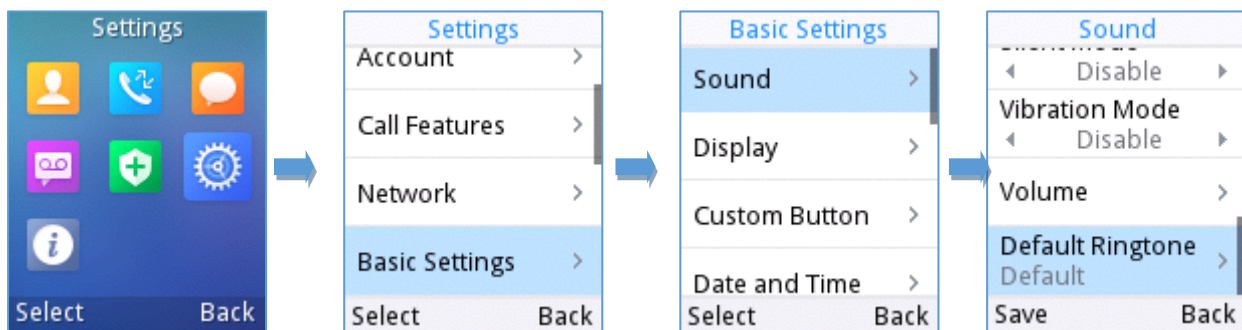 Settings
Select Back
Settings
Account
Call Features
Network
Basic Settings
Select Back
Basic Settings
Sound
Display
Custom Button
Date and Time
Select Back
Sound
Disable
Vibration Mode
Disable
Volume
Default Ringtone
Default
Save Back